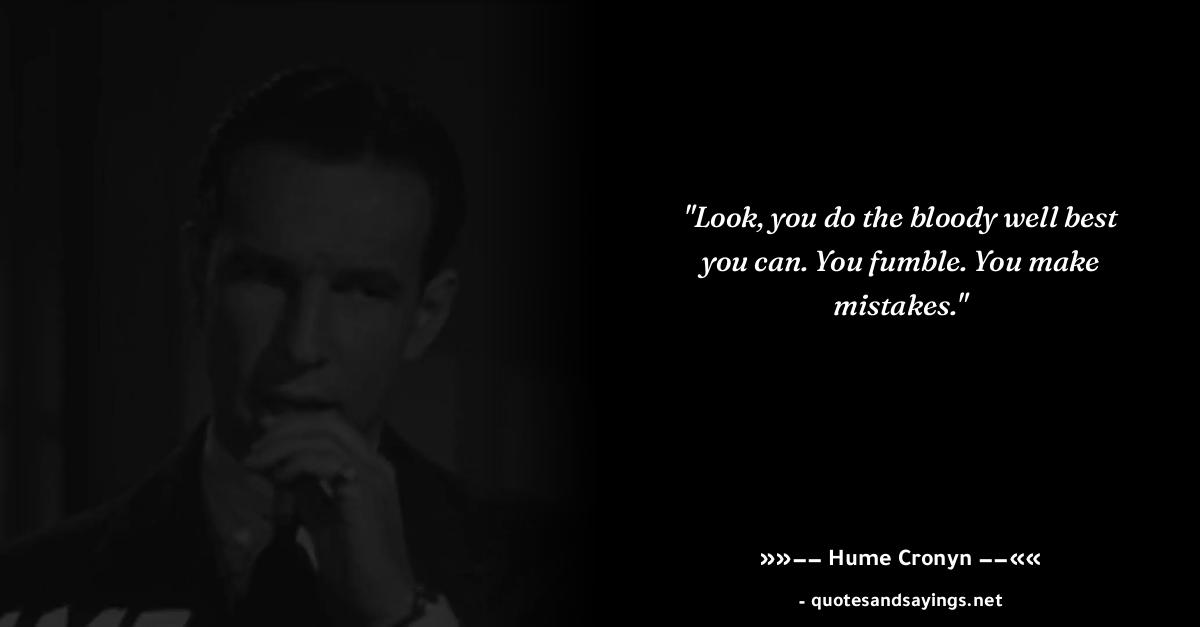 "Look, you do the bloody well best
you can. You fumble. You make
mistakes."
»»−− Hume Cronyn −−««
- quotesandsayings.net